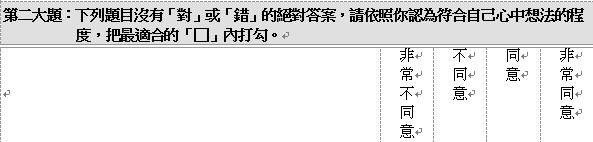 第二大題：下列題目沒有「對」或「錯」的絕對答案，請依照你認為符合自己心中想法的程
度，把最適合的「□」內打勾。
非常不同意
不同意
同意
非常同意